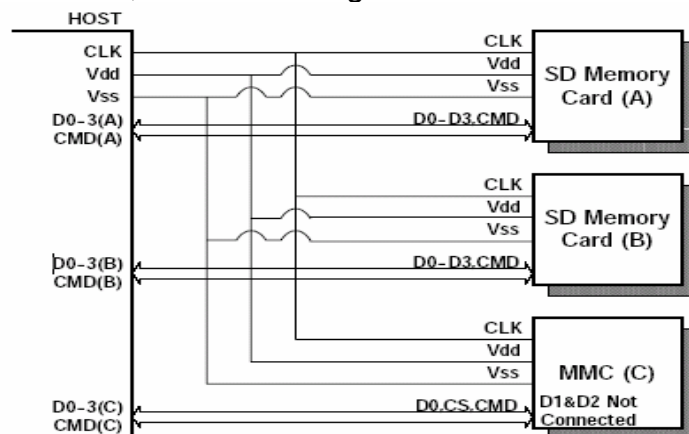 HOST
CLK
Vdd
Vss
D0-3(A)
CMD(A)
CLK
Vdd
Vss
D0-D3.CMD
SD Memory
Card (A)
D0-3(B)
CMD(B)
CLK
Vdd
Vss
D0-D3.CMD
SD Memory
Card (B)
D0-3(C)
CMD(C)
CLK
Vdd
Vss
D0.CS.CMD
MMC (C)
D1&D2 Not
Connected